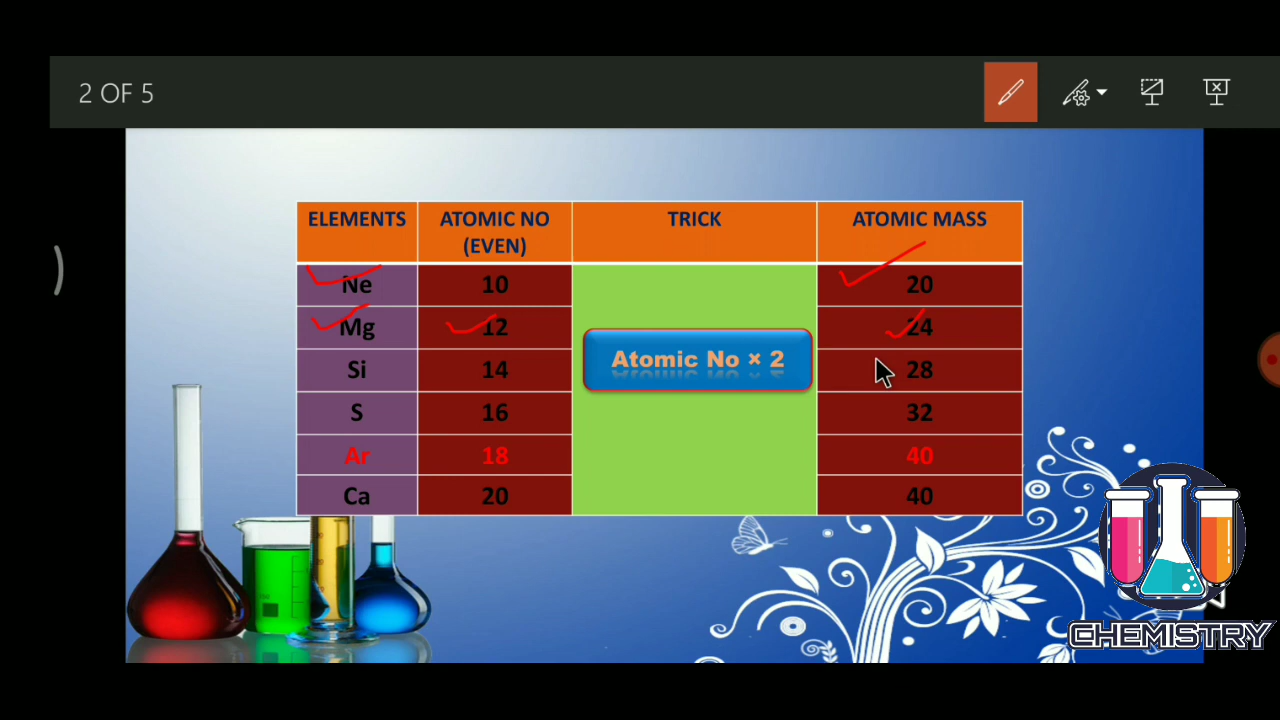 2 OF 5
ELEMENTS ATOMIC NO (EVEN) TRICK ATOMIC MASS
Ne 10 20
Mg 12 24
Atomic No × 2
Si 14 28
S 16 32
Ar 18 40
Ca 20 40
CHEMISTRY